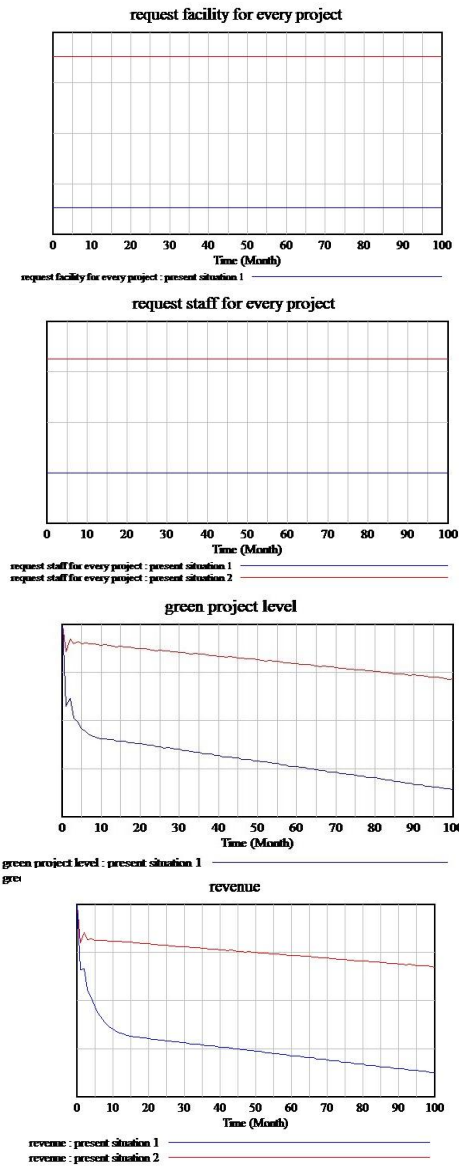 request facility for every project
0 10 20 30 40 50 60 70 80 90 100
Time (Month)
request facility for every project : present situation 1
request staff for every project
0 10 20 30 40 50 60 70 80 90 100
Time (Month)
request staff for every project : present situation 1
request staff for every project : present situation 2
green project level
0 10 20 30 40 50 60 70 80 90 100
Time (Month)
green project level : present situation 1
revenue
0 10 20 30 40 50 60 70 80 90 100
Time (Month)
revenue : present situation 1
revenue : present situation 2